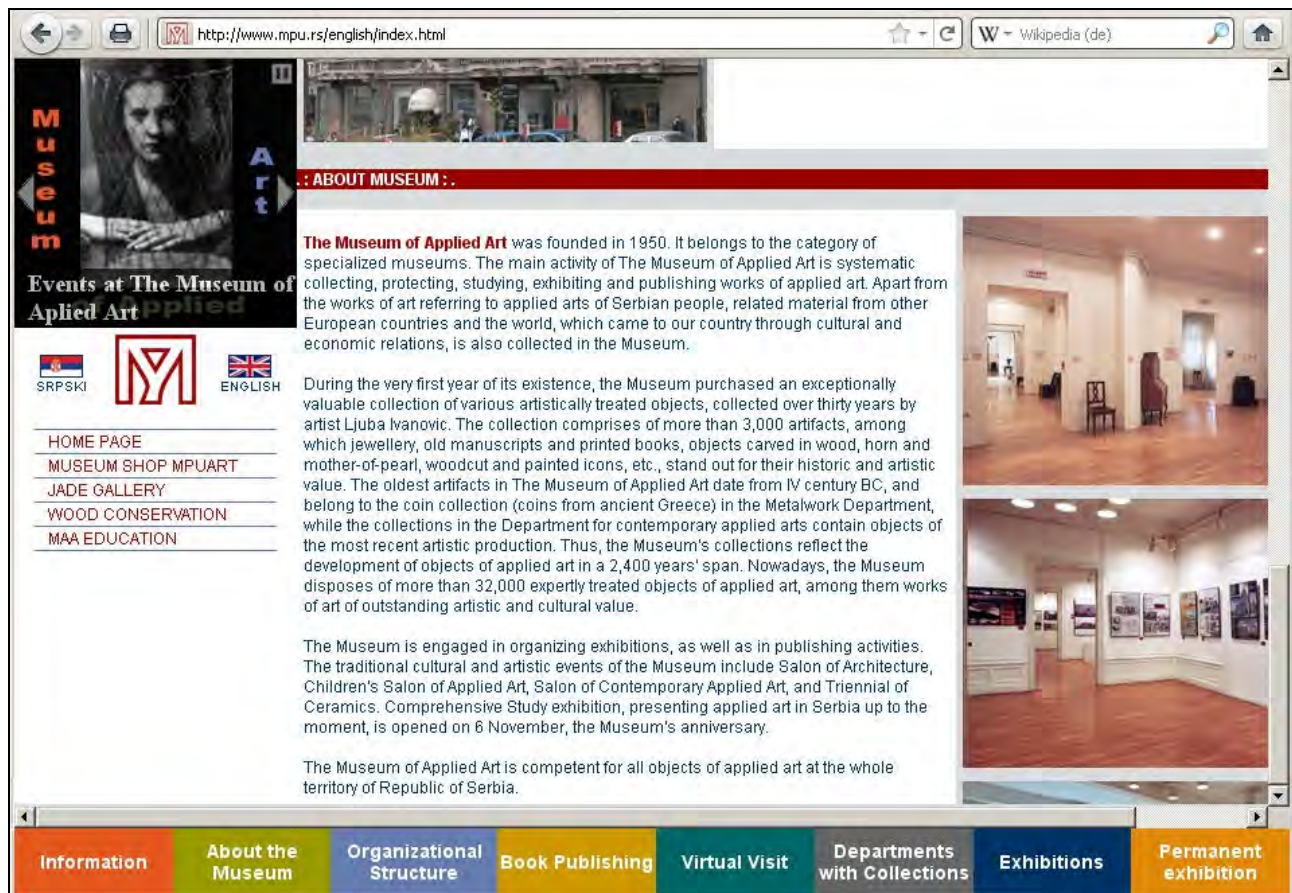 http://www.mpu.rs/english/index.html
W Wikipedia (de)
Museum
Art
of Applied
Events at The Museum of
Aplied Art
SRPSKI
ENGLISH
HOME PAGE
MUSEUM SHOP MPUART
JADE GALLERY
WOOD CONSERVATION
MAA EDUCATION
.: ABOUT MUSEUM :.
The Museum of Applied Art was founded in 1950. It belongs to the category of
specialized museums. The main activity of The Museum of Applied Art is systematic
collecting, protecting, studying, exhibiting and publishing works of applied art. Apart from
the works of art referring to applied arts of Serbian people, related material from other
European countries and the world, which came to our country through cultural and
economic relations, is also collected in the Museum.
During the very first year of its existence, the Museum purchased an exceptionally
valuable collection of various artistically treated objects, collected over thirty years by
artist Ljuba Ivanovic. The collection comprises of more than 3,000 artifacts, among
which jewellery, old manuscripts and printed books, objects carved in wood, horn and
mother-of-pearl, woodcut and painted icons, etc., stand out for their historic and artistic
value. The oldest artifacts in The Museum of Applied Art date from IV century BC, and
belong to the coin collection (coins from ancient Greece) in the Metalwork Department,
while the collections in the Department for contemporary applied arts contain objects of
the most recent artistic production. Thus, the Museum's collections reflect the
development of objects of applied art in a 2,400 years' span. Nowadays, the Museum
disposes of more than 32,000 expertly treated objects of applied art, among them works
of art of outstanding artistic and cultural value.
The Museum is engaged in organizing exhibitions, as well as in publishing activities.
The traditional cultural and artistic events of the Museum include Salon of Architecture,
Children's Salon of Applied Art, Salon of Contemporary Applied Art, and Triennial of
Ceramics. Comprehensive Study exhibition, presenting applied art in Serbia up to the
moment, is opened on 6 November, the Museum's anniversary.
The Museum of Applied Art is competent for all objects of applied art at the whole
territory of Republic of Serbia.
Information
About the
Museum
Organizational
Structure
Book Publishing
Virtual Visit
Departments
with Collections
Exhibitions
Permanent
exhibition